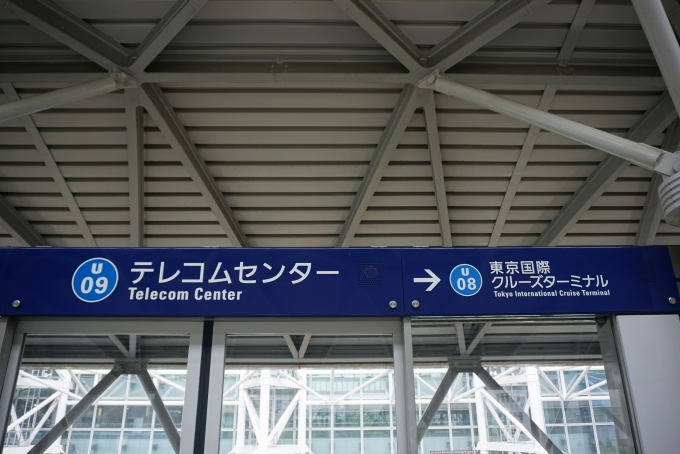 U
09
テレコムセンター
Telecom Center
→
U
08
東京国際
クルーズターミナル
Tokyo International Cruise Terminal